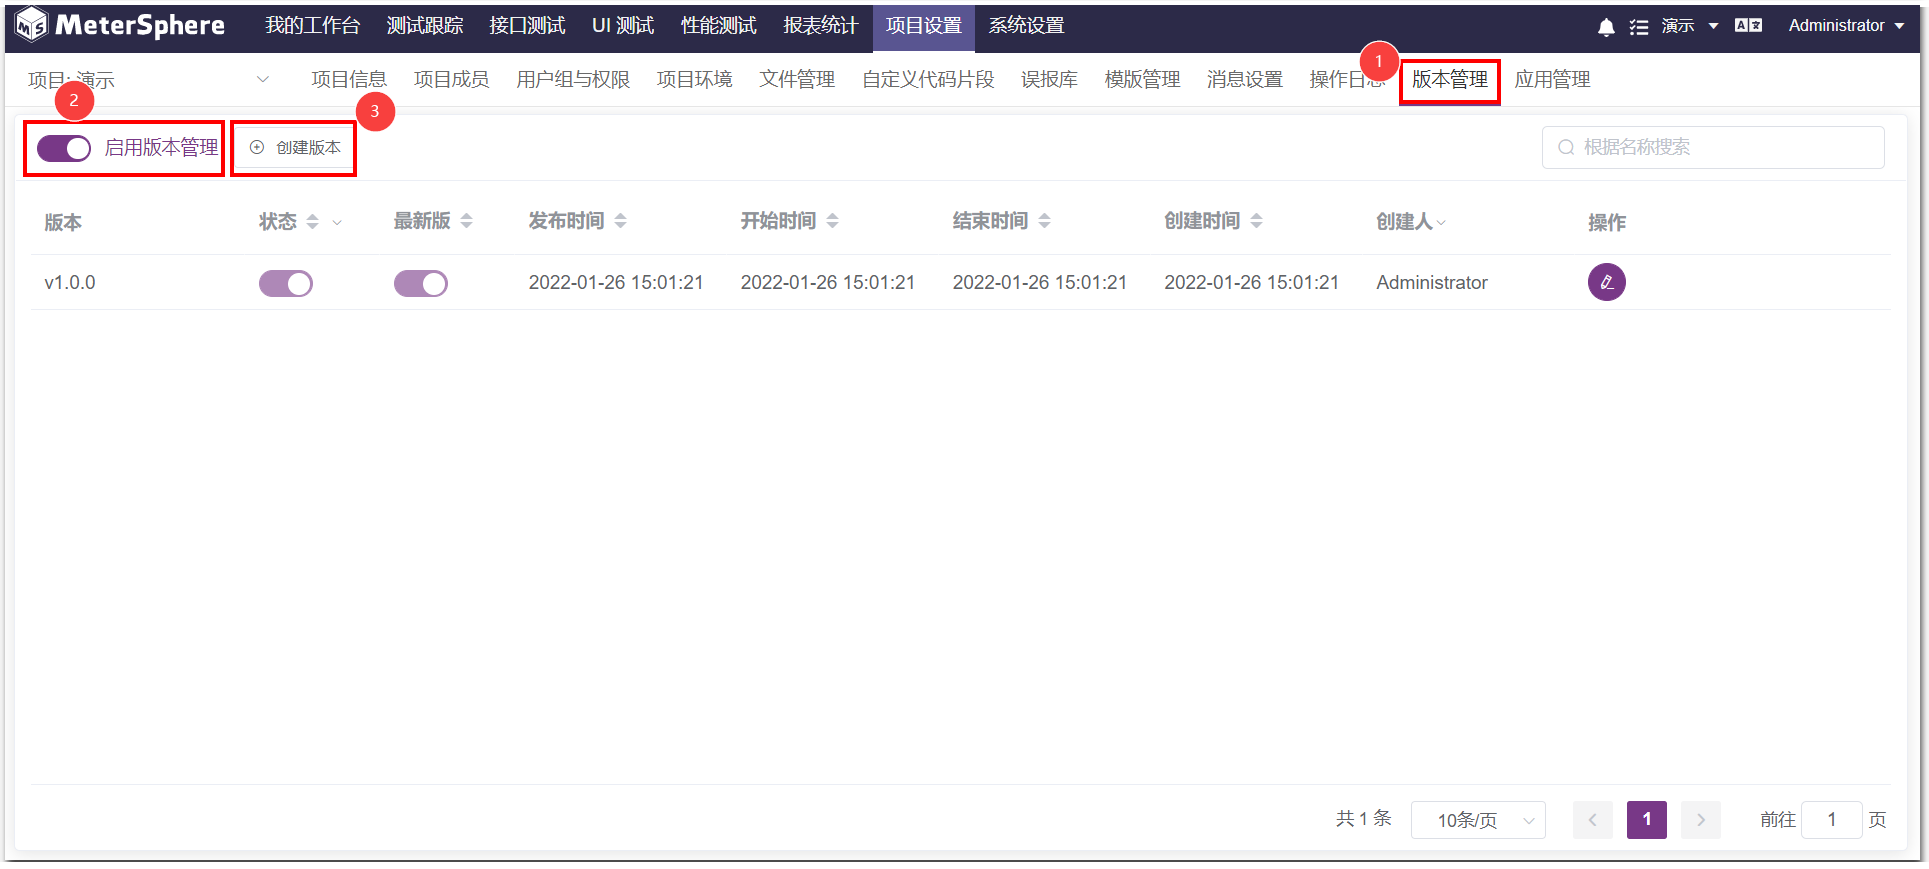 MeterSphere 我的工作台 测试跟踪 接口测试 UI 测试 性能测试 报表统计 项目设置 系统设置 演示 Administrator
项目: 演示 项目信息 项目成员 用户组与权限 项目环境 文件管理 自定义代码片段 误报库 模版管理 消息设置 操作日志 1 版本管理 应用管理
2 3
启用版本管理 创建版本 根据名称搜索
版本 状态 最新版 发布时间 开始时间 结束时间 创建时间 创建人 操作
v1.0.0 2022-01-26 15:01:21 2022-01-26 15:01:21 2022-01-26 15:01:21 2022-01-26 15:01:21 Administrator
共 1 条 10条/页 1 前往 1 页